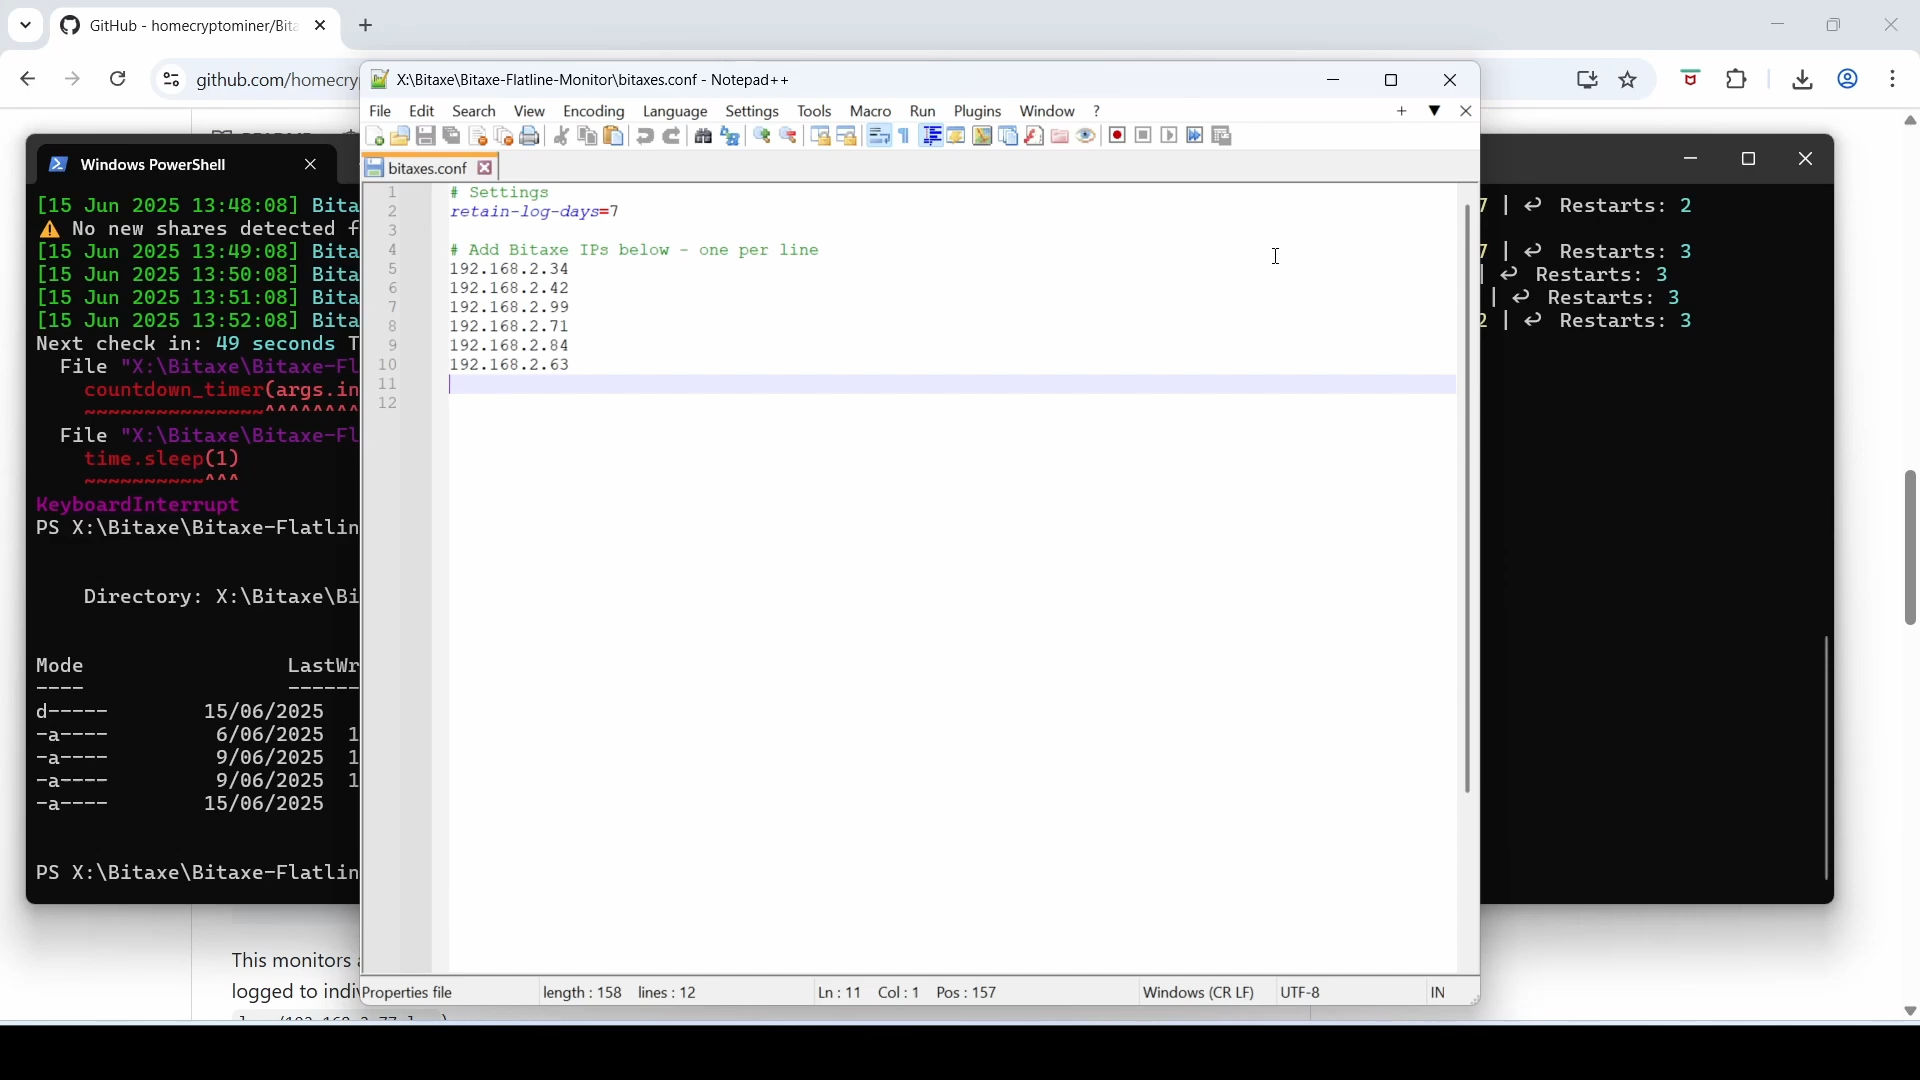 GitHub - homecryptominer/Bita
github.com/homecry
X:\Bitaxe\Bitaxe-Flatline-Monitor\bitaxes.conf - Notepad++
File Edit Search View Encoding Language Settings Tools Macro Run Plugins Window ?
bitaxes.conf
1 # Settings
2 retain-log-days=7
3
4 # Add Bitaxe IPs below - one per line
5 192.168.2.34
6 192.168.2.42
7 192.168.2.99
8 192.168.2.71
9 192.168.2.84
10 192.168.2.63
11
12
Properties file length : 158 lines : 12 Ln : 11 Col : 1 Pos : 157 Windows (CR LF) UTF-8 IN
Windows PowerShell
[15 Jun 2025 13:48:08] Bita
7 | ↩ Restarts: 2
⚠ No new shares detected f
[15 Jun 2025 13:49:08] Bita
7 | ↩ Restarts: 3
[15 Jun 2025 13:50:08] Bita
| ↩ Restarts: 3
[15 Jun 2025 13:51:08] Bita
| ↩ Restarts: 3
[15 Jun 2025 13:52:08] Bita
2 | ↩ Restarts: 3
Next check in: 49 seconds T
File "X:\Bitaxe\Bitaxe-Fl
countdown_timer(args.in
~~~~~~~~~~~~~~~^^^^^^^^
File "X:\Bitaxe\Bitaxe-Fl
time.sleep(1)
~~~~~~~~~~^^^
KeyboardInterrupt
PS X:\Bitaxe\Bitaxe-Flatlin
Directory: X:\Bitaxe\Bi
Mode LastWr
---- ------
d----- 15/06/2025
-a---- 6/06/2025 1
-a---- 9/06/2025 1
-a---- 9/06/2025 1
-a---- 15/06/2025
PS X:\Bitaxe\Bitaxe-Flatlin
This monitors a
logged to indiv